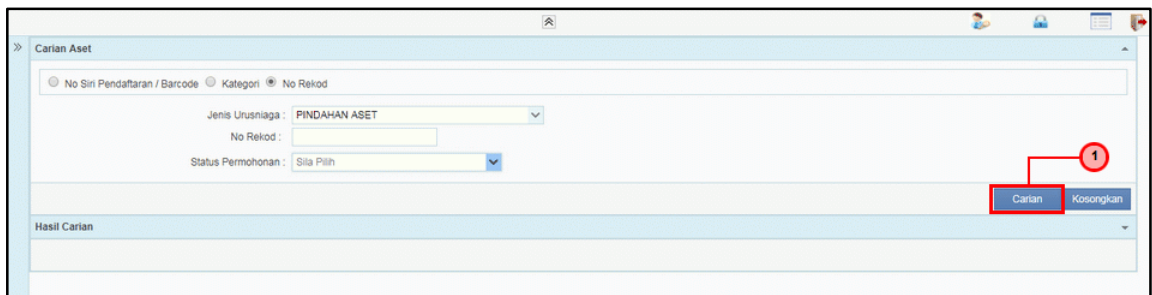 Carian Aset
No Siri Pendaftaran / Barcode Kategori No Rekod
Jenis Urusniaga : PINDAHAN ASET
No Rekod :
Status Permohonan : Sila Pilih
1
Carian Kosongkan
Hasil Carian